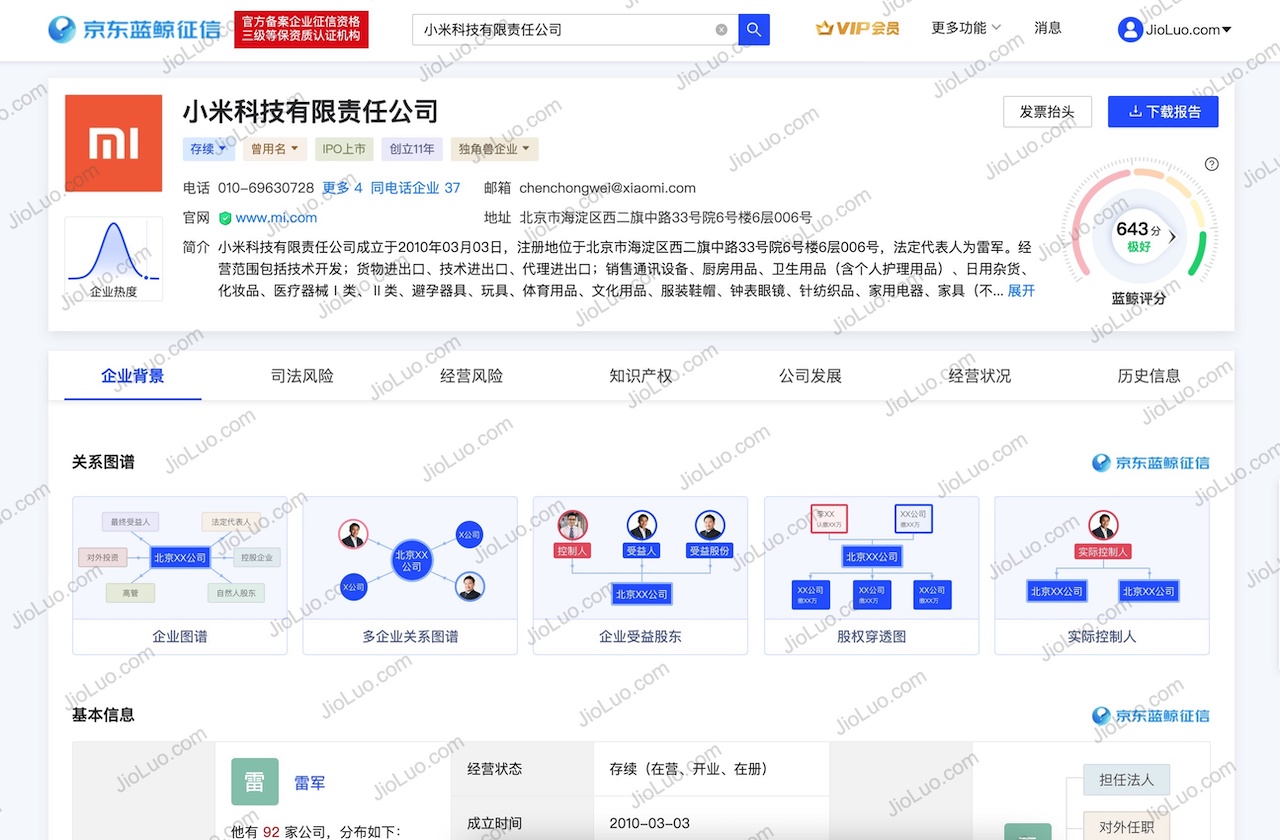 京东蓝鲸征信
官方备案企业征信资格
三级等保资质认证机构
小米科技有限责任公司
VIP会员
更多功能
消息
JioLuo.com
mi
小米科技有限责任公司
发票抬头
下载报告
存续
曾用名
IPO上市
创立11年
独角兽企业
电话 010-69630728 更多 4 同电话企业 37
邮箱 chenchongwei@xiaomi.com
官网 www.mi.com
地址 北京市海淀区西二旗中路33号院6号楼6层006号
简介 小米科技有限责任公司成立于2010年03月03日，注册地位于北京市海淀区西二旗中路33号院6号楼6层006号，法定代表人为雷军。经
营范围包括技术开发；货物进出口、技术进出口、代理进出口；销售通讯设备、厨房用品、卫生用品（含个人护理用品）、日用杂货、
化妆品、医疗器械Ⅰ类、Ⅱ类、避孕器具、玩具、体育用品、文化用品、服装鞋帽、钟表眼镜、针纺织品、家用电器、家具（不... 展开
企业热度
643分
极好
蓝鲸评分
企业背景
司法风险
经营风险
知识产权
公司发展
经营状况
历史信息
关系图谱
京东蓝鲸征信
最终受益人
法定代表人
对外投资
北京XX公司
控股企业
高管
自然人股东
企业图谱
X公司
北京XX
公司
X公司
多企业关系图谱
控制人
受益人
受益股份
北京XX公司
企业受益股东
李XX
认缴XX万
XX公司
缴XX万
北京XX公司
XX公司
缴XX万
XX公司
缴XX万
XX公司
缴XX万
股权穿透图
实际控制人
北京XX公司
北京XX公司
实际控制人
基本信息
京东蓝鲸征信
雷
雷军
他有 92 家公司，分布如下：
经营状态
存续（在营、开业、在册）
成立时间
2010-03-03
担任法人
对外任职
JioLuo.com